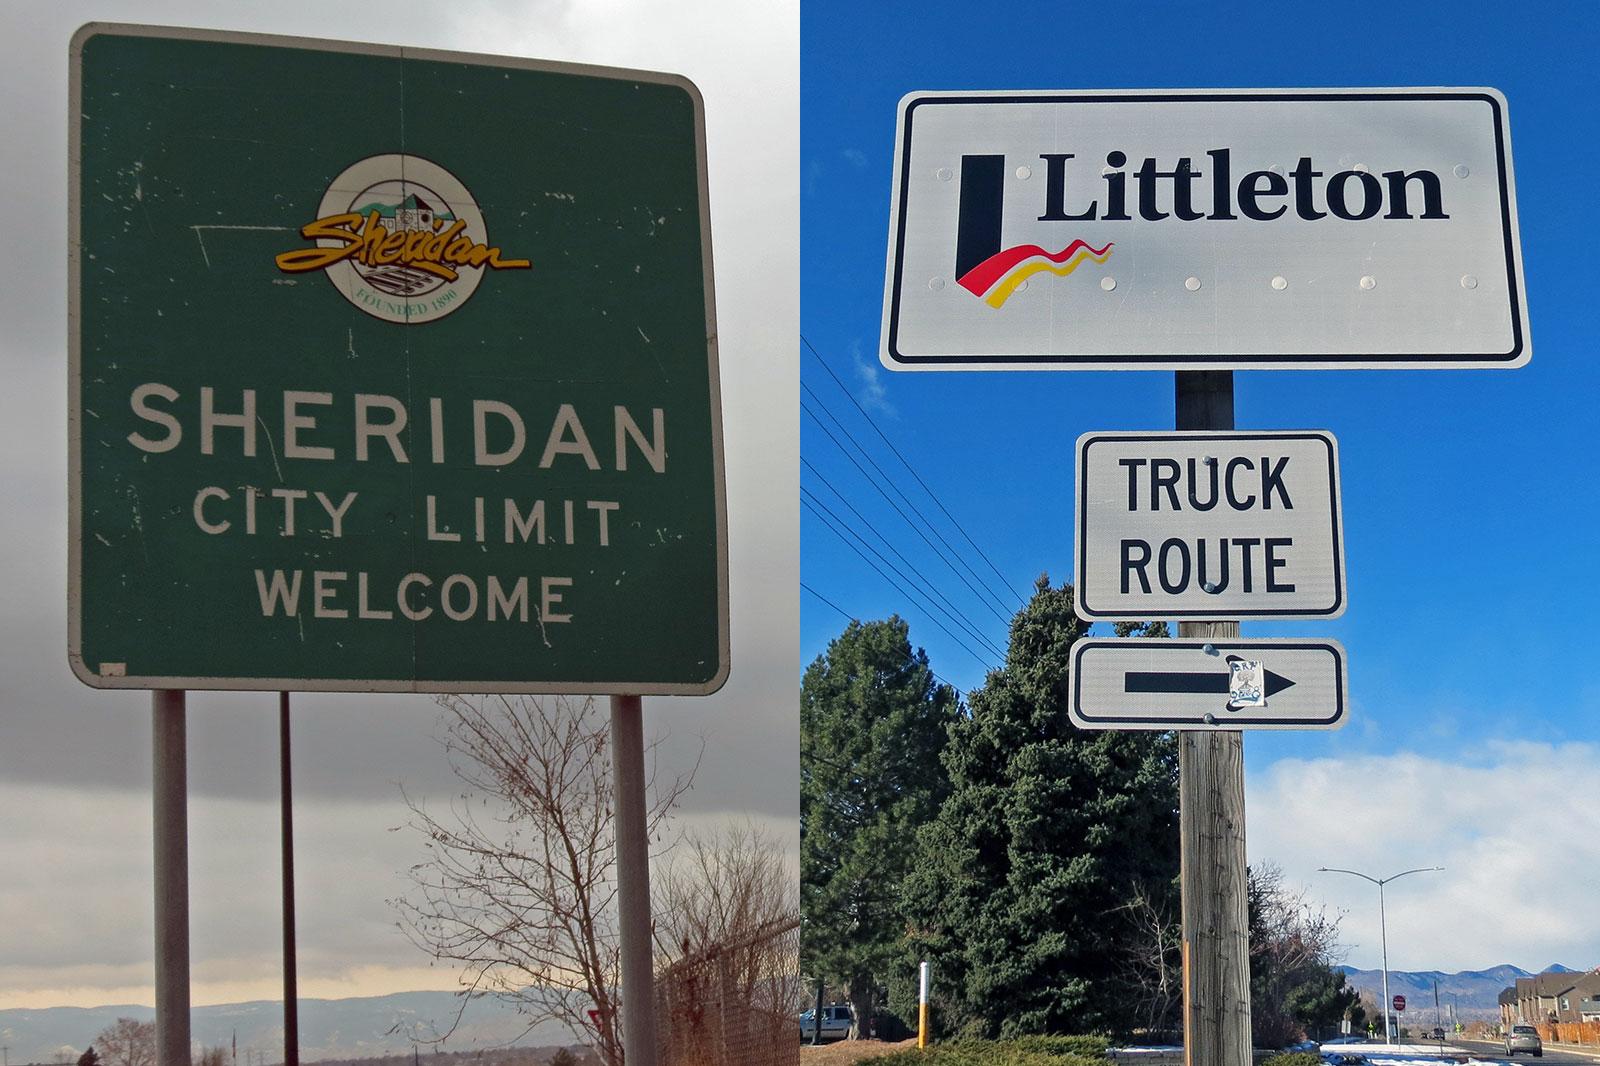 Sheridan
FOUNDED 1890
SHERIDAN
CITY LIMIT
WELCOME
Littleton
TRUCK
ROUTE